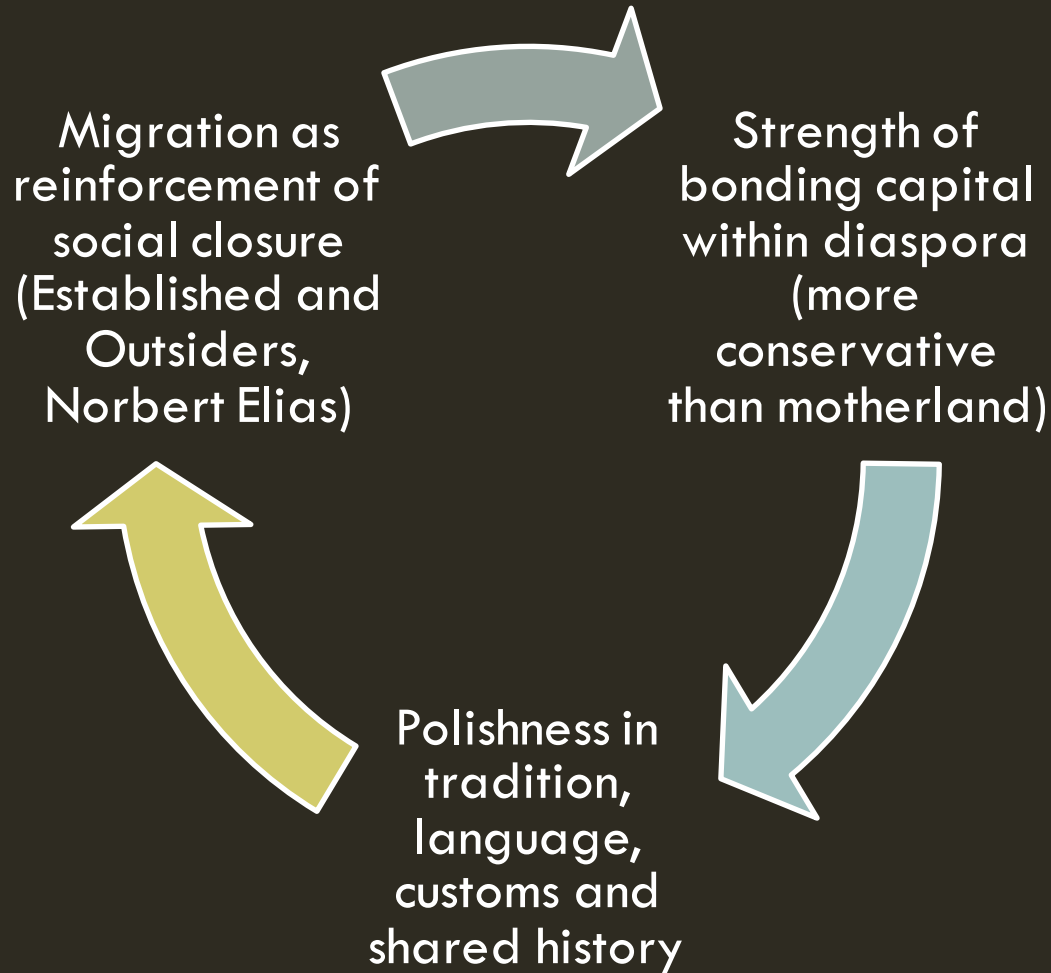 Migration as
reinforcement of
social closure
(Established and
Outsiders,
Norbert Elias)
Strength of
bonding capital
within diaspora
(more
conservative
than motherland)
Polishness in
tradition,
language,
customs and
shared history